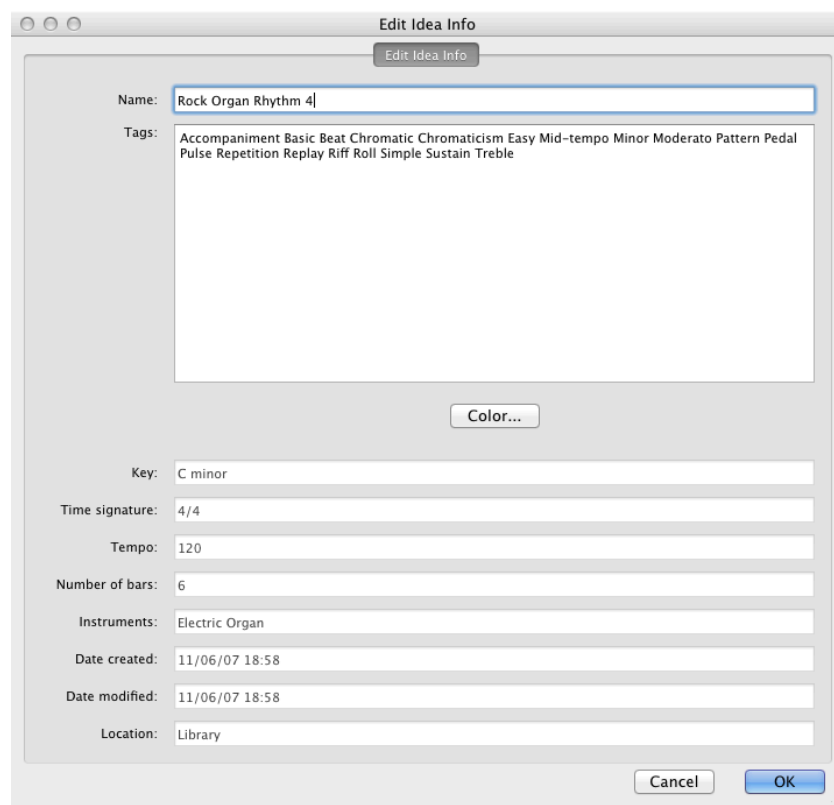 Edit Idea Info
Edit Idea Info
Name: Rock Organ Rhythm 4
Tags: Accompaniment Basic Beat Chromatic Chromaticism Easy Mid-tempo Minor Moderato Pattern Pedal
Pulse Repetition Replay Riff Roll Simple Sustain Treble
Color...
Key: C minor
Time signature: 4/4
Tempo: 120
Number of bars: 6
Instruments: Electric Organ
Date created: 11/06/07 18:58
Date modified: 11/06/07 18:58
Location: Library
Cancel OK